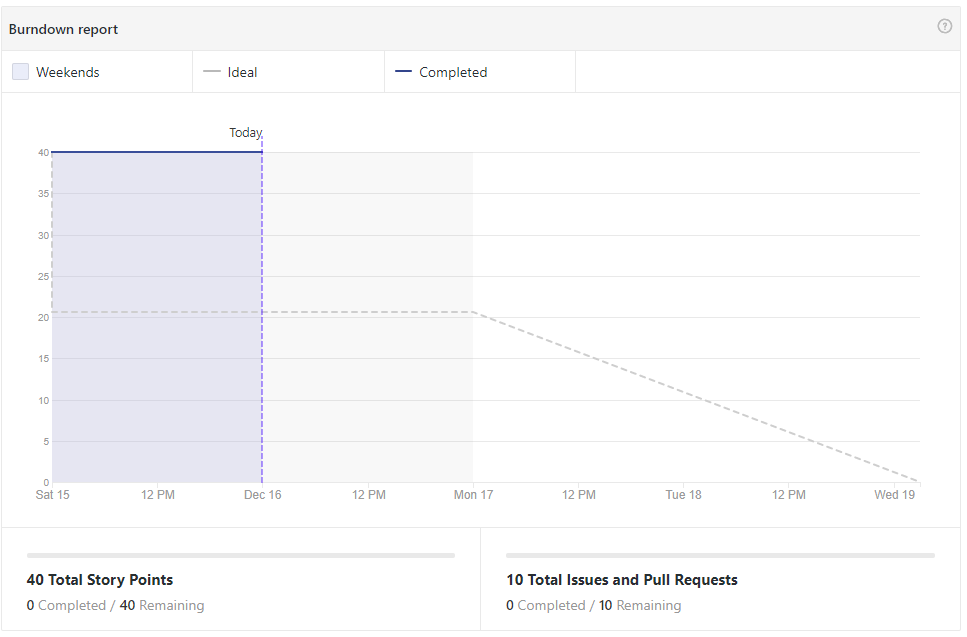 Burndown report
?
Weekends Ideal Completed
Today
40
35
30
25
20
15
10
5
0
Sat 15 12 PM Dec 16 12 PM Mon 17 12 PM Tue 18 12 PM Wed 19
40 Total Story Points
0 Completed / 40 Remaining
10 Total Issues and Pull Requests
0 Completed / 10 Remaining